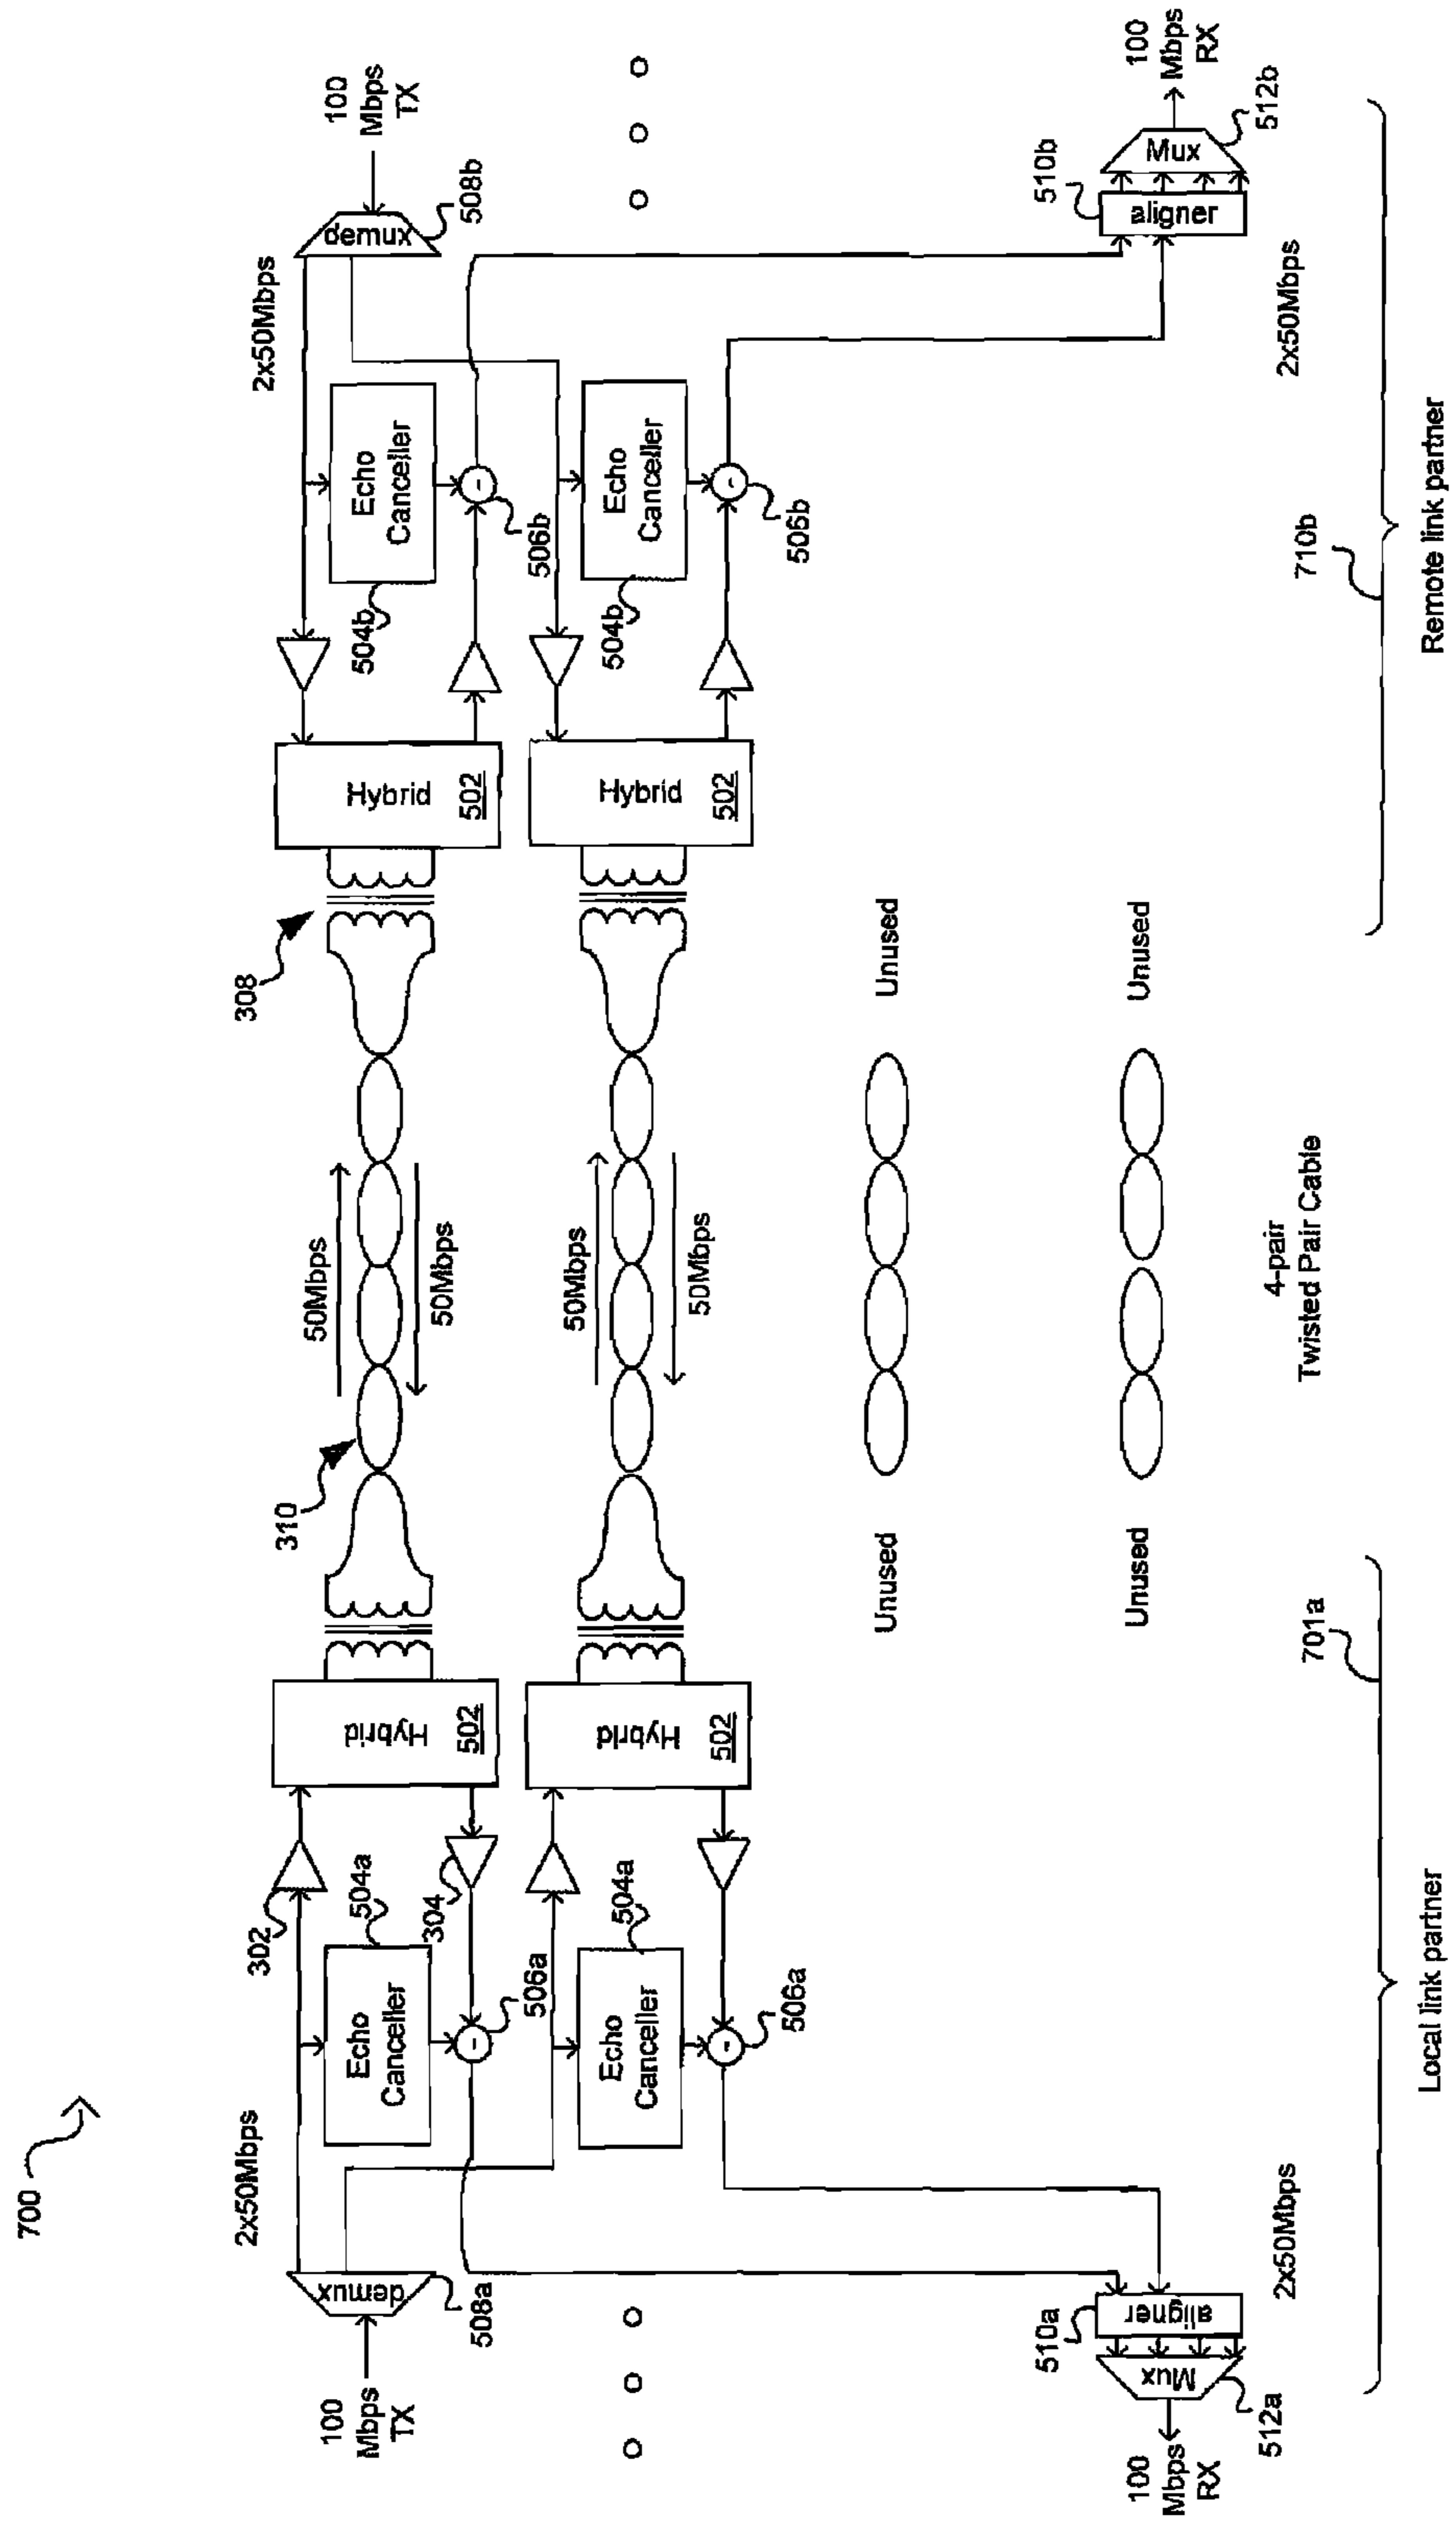 700
100
Mbps
TX
demux
508a
2x50Mbps
Echo
Canceller
504a
302
304
506a
Hybrid
502
310
50Mbps
50Mbps
308
Hybrid
502
504b
Echo
Canceller
506b
2x50Mbps
demux
508b
100
Mbps
TX
Echo
Canceller
504a
506a
Hybrid
502
50Mbps
50Mbps
Hybrid
502
504b
Echo
Canceller
506b
Unused
Unused
Unused
Unused
100
Mbps
RX
Mux
512a
aligner
510a
2x50Mbps
4-pair
Twisted Pair Cable
2x50Mbps
510b
aligner
Mux
512b
100
Mbps
RX
701a
Local link partner
710b
Remote link partner